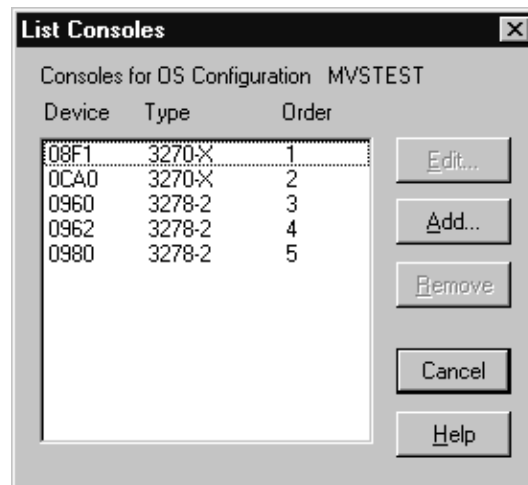 List Consoles
Consoles for OS Configuration MVSTEST
Device Type Order
08F1 3270-X 1
0CA0 3270-X 2
0960 3278-2 3
0962 3278-2 4
0980 3278-2 5
Edit...
Add...
Remove
Cancel
Help